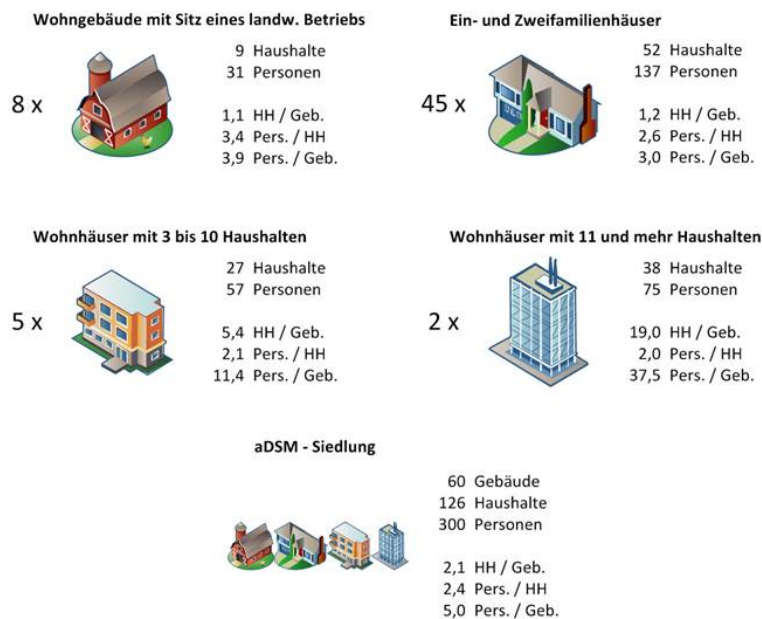 Wohngebäude mit Sitz eines landw. Betriebs
8 x
9 Haushalte
31 Personen
1,1 HH / Geb.
3,4 Pers. / HH
3,9 Pers. / Geb.
Ein- und Zweifamilienhäuser
45 x
52 Haushalte
137 Personen
1,2 HH / Geb.
2,6 Pers. / HH
3,0 Pers. / Geb.
Wohnhäuser mit 3 bis 10 Haushalten
5 x
27 Haushalte
57 Personen
5,4 HH / Geb.
2,1 Pers. / HH
11,4 Pers. / Geb.
Wohnhäuser mit 11 und mehr Haushalten
2 x
38 Haushalte
75 Personen
19,0 HH / Geb.
2,0 Pers. / HH
37,5 Pers. / Geb.
aDSM - Siedlung
60 Gebäude
126 Haushalte
300 Personen
2,1 HH / Geb.
2,4 Pers. / HH
5,0 Pers. / Geb.